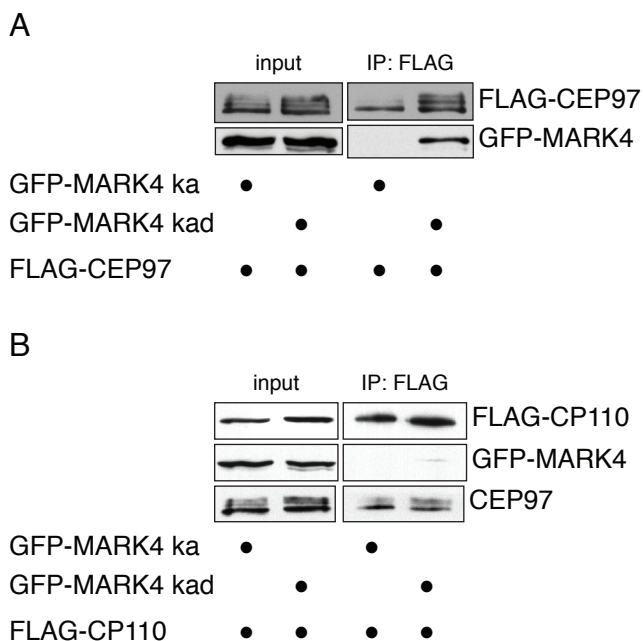 A
input IP: FLAG
FLAG-CEP97
GFP-MARK4
GFP-MARK4 ka
GFP-MARK4 kad
FLAG-CEP97
B
input IP: FLAG
FLAG-CP110
GFP-MARK4
CEP97
GFP-MARK4 ka
GFP-MARK4 kad
FLAG-CP110